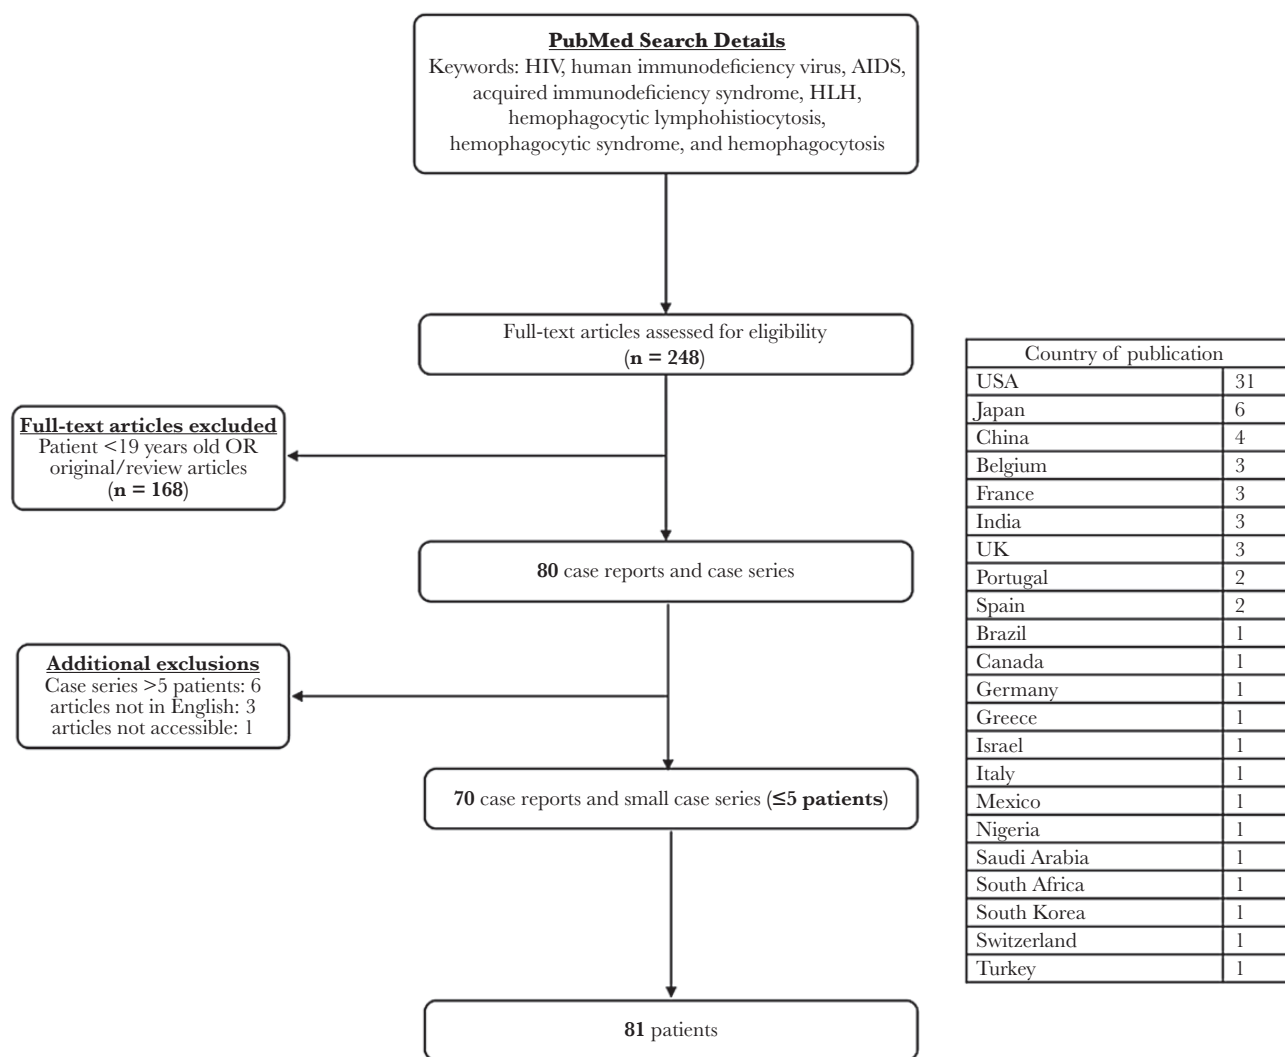 PubMed Search Details
Keywords: HIV, human immunodeficiency virus, AIDS,
acquired immunodeficiency syndrome, HLH,
hemophagocytic lymphohistiocytosis,
hemophagocytic syndrome, and hemophagocytosis
Full-text articles assessed for eligibility
(n = 248)
Full-text articles excluded
Patient <19 years old OR
original/review articles
(n = 168)
80 case reports and case series
Additional exclusions
Case series >5 patients: 6
articles not in English: 3
articles not accessible: 1
70 case reports and small case series (≤5 patients)
81 patients
Country of publication
USA 31
Japan 6
China 4
Belgium 3
France 3
India 3
UK 3
Portugal 2
Spain 2
Brazil 1
Canada 1
Germany 1
Greece 1
Israel 1
Italy 1
Mexico 1
Nigeria 1
Saudi Arabia 1
South Africa 1
South Korea 1
Switzerland 1
Turkey 1